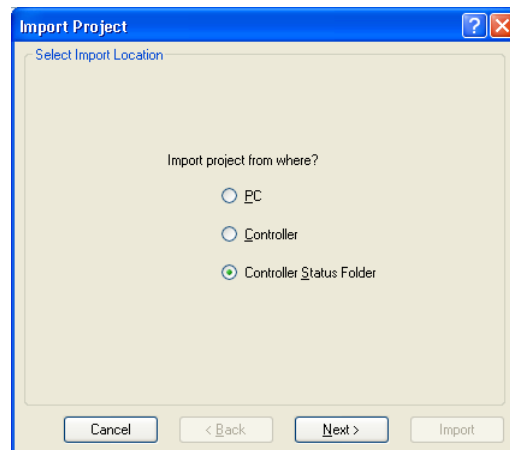 Import Project
Select Import Location
Import project from where?
PC
Controller
Controller Status Folder
Cancel < Back Next > Import